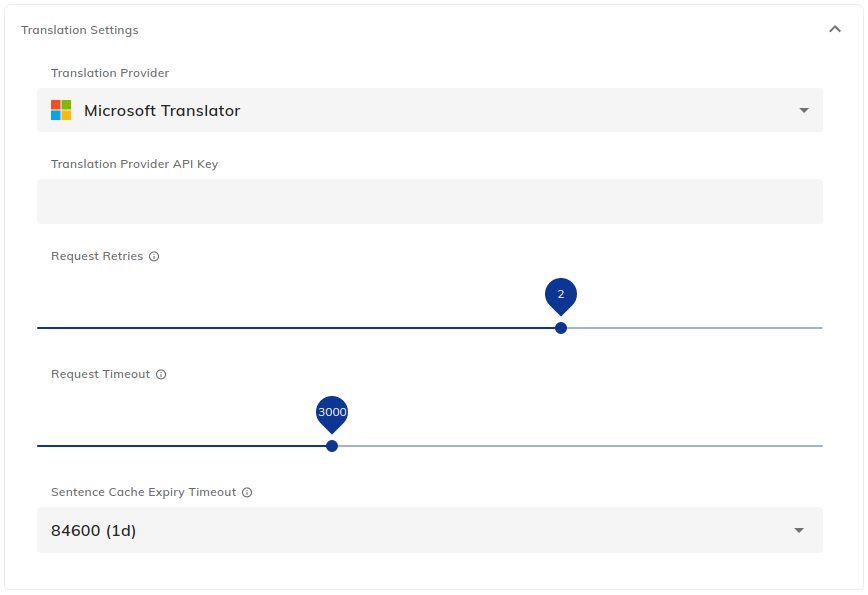 Translation Settings
Translation Provider
Microsoft Translator
Translation Provider API Key
Request Retries
2
Request Timeout
3000
Sentence Cache Expiry Timeout
84600 (1d)